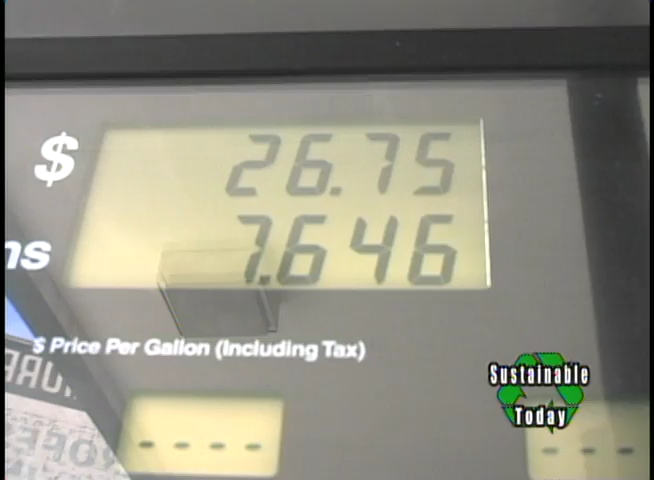 $ 26.75
ns 7.646
$ Price Per Gallon (Including Tax)
- - - -
- - -
Sustainable
Today